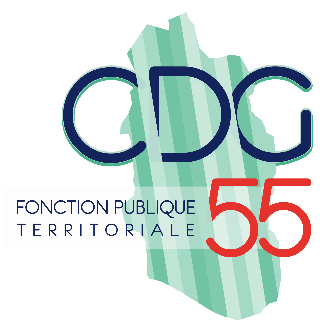 CDG
55
FONCTION PUBLIQUE
TERRITORIALE